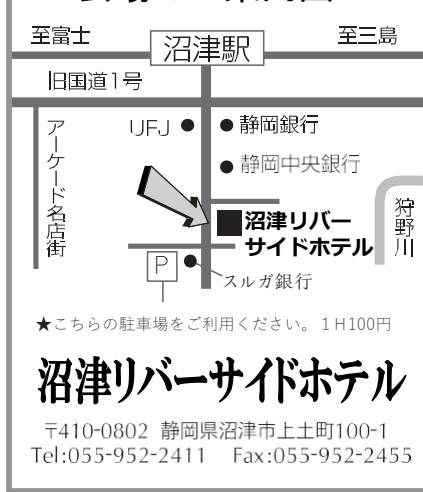 至富士
沼津駅
至三島
旧国道1号
アーケード名店街
UFJ
静岡銀行
静岡中央銀行
沼津リバー
サイドホテル
狩野川
P
スルガ銀行
★こちらの駐車場をご利用ください。1H100円
沼津リバーサイドホテル
〒410-0802 静岡県沼津市上土町100-1
Tel:055-952-2411 Fax:055-952-2455